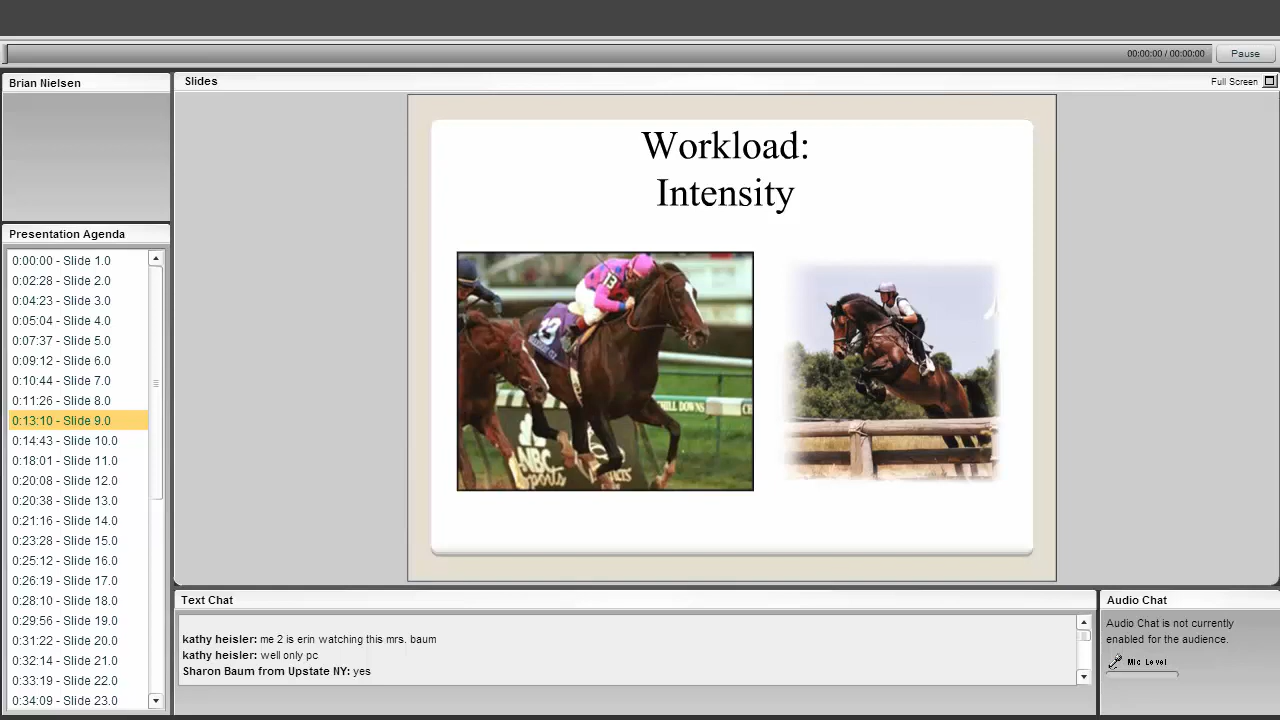 00:00:00 / 00:00:00
Pause
Brian Nielsen
Slides
Full Screen
Workload:
Intensity
13
13
HILL DOWNS
C
NBC
Sports
Presentation Agenda
0:00:00 - Slide 1.0
0:02:28 - Slide 2.0
0:04:23 - Slide 3.0
0:05:04 - Slide 4.0
0:07:37 - Slide 5.0
0:09:12 - Slide 6.0
0:10:44 - Slide 7.0
0:11:26 - Slide 8.0
0:13:10 - Slide 9.0
0:14:43 - Slide 10.0
0:18:01 - Slide 11.0
0:20:08 - Slide 12.0
0:20:38 - Slide 13.0
0:21:16 - Slide 14.0
0:23:28 - Slide 15.0
0:25:12 - Slide 16.0
0:26:19 - Slide 17.0
0:28:10 - Slide 18.0
0:29:56 - Slide 19.0
0:31:22 - Slide 20.0
0:32:14 - Slide 21.0
0:33:19 - Slide 22.0
0:34:09 - Slide 23.0
Text Chat
kathy heisler: me 2 is erin watching this mrs. baum
kathy heisler: well only pc
Sharon Baum from Upstate NY: yes
Audio Chat
Audio Chat is not currently
enabled for the audience.
Mic Level